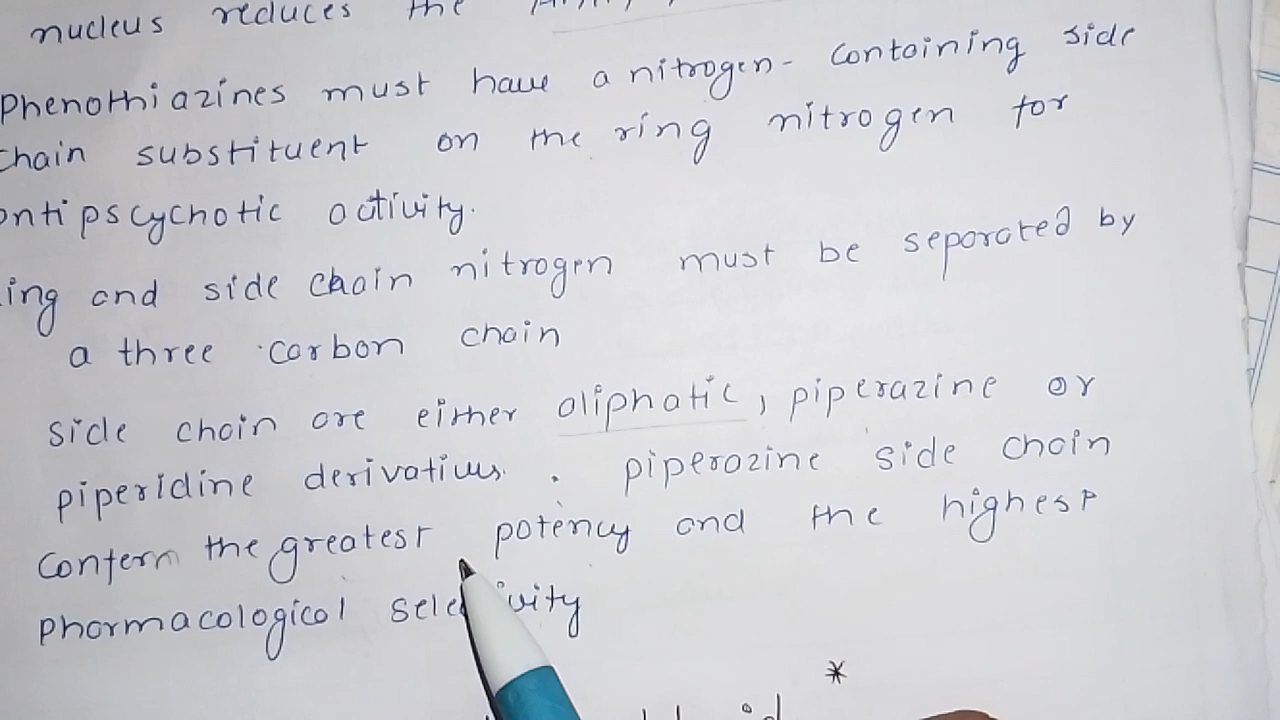 nucleus reduces the
Phenothiazines must have a nitrogen- containing side
chain substituent on the ring nitrogen for
antipscychotic activity.
ing and side chain nitrogen must be separated by
a three carbon chain
side chain are either aliphatic, piperazine or
piperidine derivatives. piperazine side chain
conferm the greatest potency and the highest
pharmacological selectivity
*